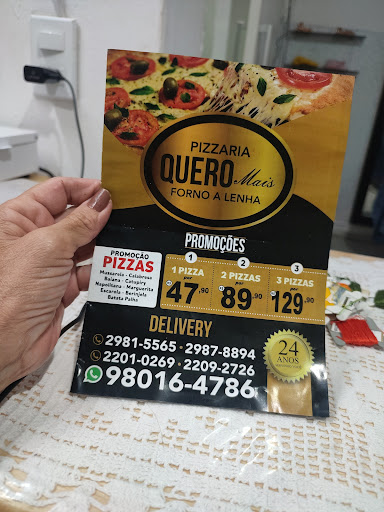 PIZZARIA
QUERO Mais
FORNO A LENHA
PROMOÇÕES
PROMOÇÃO
PIZZAS
Mussarela - Calabresa
Baiana - Catupiry
Napolitana - Marguerita
Escarola - Berinjela
Batata Palha
1
1 PIZZA
por
R$ 47,90
2
2 PIZZAS
por
R$ 89,90
3
3 PIZZAS
R$ 129,90
DELIVERY
2981-5565 • 2987-8894
2201-0269 • 2209-2726
98016-4786
24
ANOS